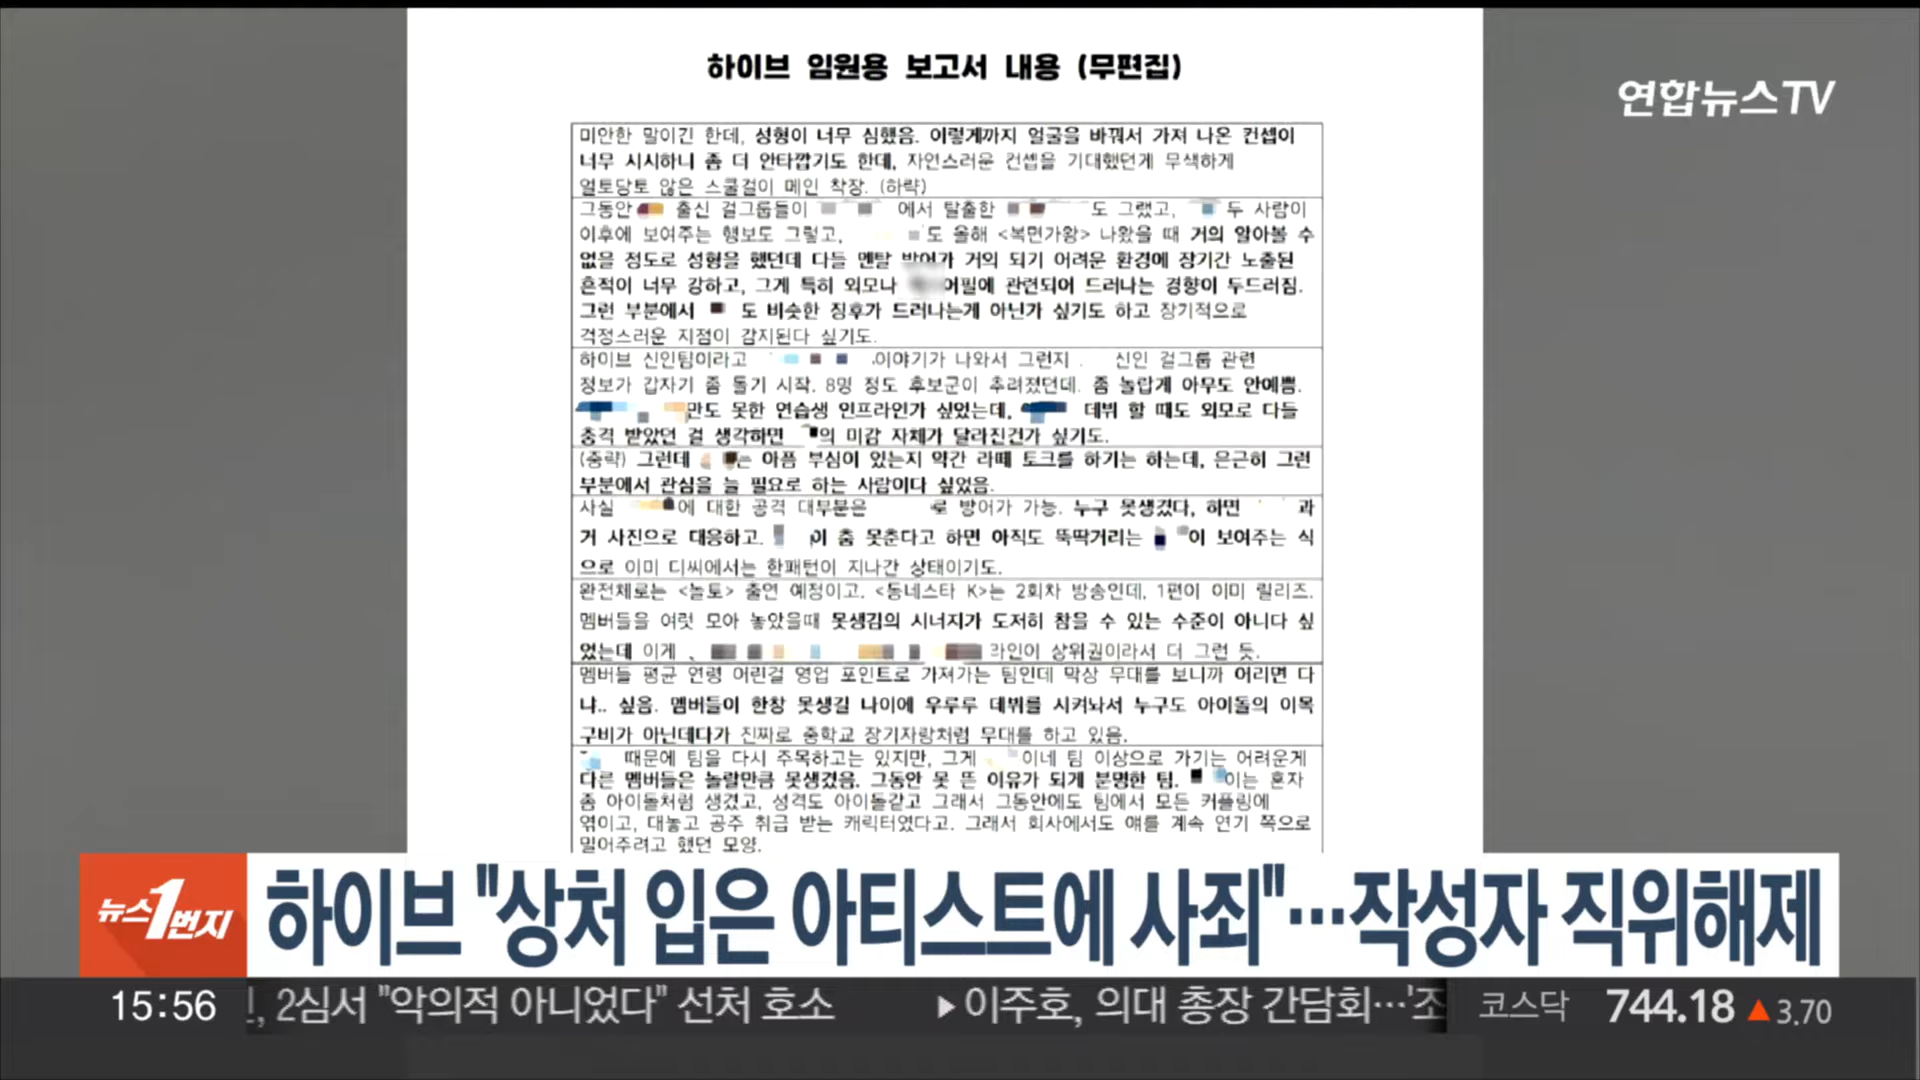 하이브 임원용 보고서 내용 (무편집)
연합뉴스TV
미안한 말이긴 한데, 성형이 너무 심했음. 이렇게까지 얼굴을 바꿔서 가져 나온 컨셉이
너무 시시하니 좀 더 안타깝기도 한데, 자연스러운 컨셉을 기대했던게 무색하게
얼토당토 않은 스쿨걸이 메인 착장. (하략)
그동안 출신 걸그룹들이 에서 탈출한 도 그랬고, 두 사람이
이후에 보여주는 행보도 그렇고, 도 올해 <복면가왕> 나왔을 때 거의 알아볼 수
없을 정도로 성형을 했던데 다들 멘탈 방어가 거의 되기 어려운 환경에 장기간 노출된
흔적이 너무 강하고, 그게 특히 외모나 어필에 관련되어 드러나는 경향이 두드러짐.
그런 부분에서 도 비슷한 징후가 드러나는게 아닌가 싶기도 하고 장기적으로
걱정스러운 지점이 감지된다 싶기도.
하이브 신인팀이라고 이야기가 나와서 그런지 신인 걸그룹 관련
정보가 갑자기 좀 돌기 시작. 8명 정도 후보군이 추려졌던데. 좀 놀랍게 아무도 안예쁨.
만도 못한 연습생 인프라인가 싶었는데, 데뷔 할 때도 외모로 다들
충격 받았던 걸 생각하면 의 미감 자체가 달라진건가 싶기도.
(중략) 그런데 는 아픔 부심이 있는지 약간 라떼 토크를 하기는 하는데, 은근히 그런
부분에서 관심을 늘 필요로 하는 사람이다 싶었음.
사실 에 대한 공격 대부분은 로 방어가 가능. 누구 못생겼다, 하면 과
거 사진으로 대응하고. 이 춤 못춘다고 하면 아직도 뚝딱거리는 이 보여주는 식
으로 이미 디씨에서는 한패턴이 지나간 상태이기도.
완전체로는 <놀토> 출연 예정이고. <동네스타 K>는 2회차 방송인데, 1편이 이미 릴리즈.
멤버들을 여럿 모아 놓았을때 못생김의 시너지가 도저히 참을 수 있는 수준이 아니다 싶
었는데 이게 라인이 상위권이라서 더 그런 듯.
멤버들 평균 연령 어린걸 영업 포인트로 가져가는 팀인데 막상 무대를 보니까 어리면 다
냐.. 싶음. 멤버들이 한창 못생길 나이에 우루루 데뷔를 시켜놔서 누구도 아이돌의 이목
구비가 아닌데다가 진짜로 중학교 장기자랑처럼 무대를 하고 있음.
때문에 팀을 다시 주목하고는 있지만, 그게 이네 팀 이상으로 가기는 어려운게
다른 멤버들은 놀랄만큼 못생겼음. 그동안 못 뜬 이유가 되게 분명한 팀. 이는 혼자
좀 아이돌처럼 생겼고, 성격도 아이돌같고 그래서 그동안에도 팀에서 모든 커플링에
엮이고, 대놓고 공주 취급 받는 캐릭터였다고. 그래서 회사에서도 얘를 계속 연기 쪽으로
밀어주려고 했던 모양.
뉴스1번지
하이브 "상처 입은 아티스트에 사죄"…작성자 직위해제
15:56
, 2심서 "악의적 아니었다" 선처 호소 ▶이주호, 의대 총장 간담회…'조
코스닥 744.18 ▲3.70